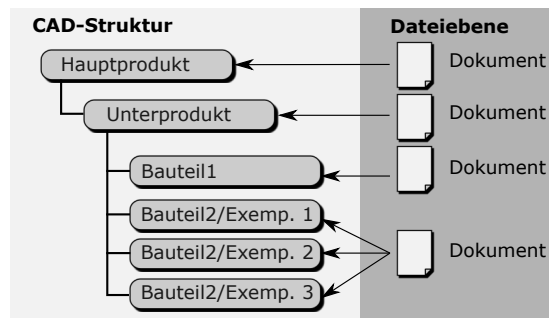 CAD-Struktur
Dateiebene
Hauptprodukt
Dokument
Unterprodukt
Dokument
Bauteil1
Dokument
Bauteil2/Exemp. 1
Bauteil2/Exemp. 2
Dokument
Bauteil2/Exemp. 3